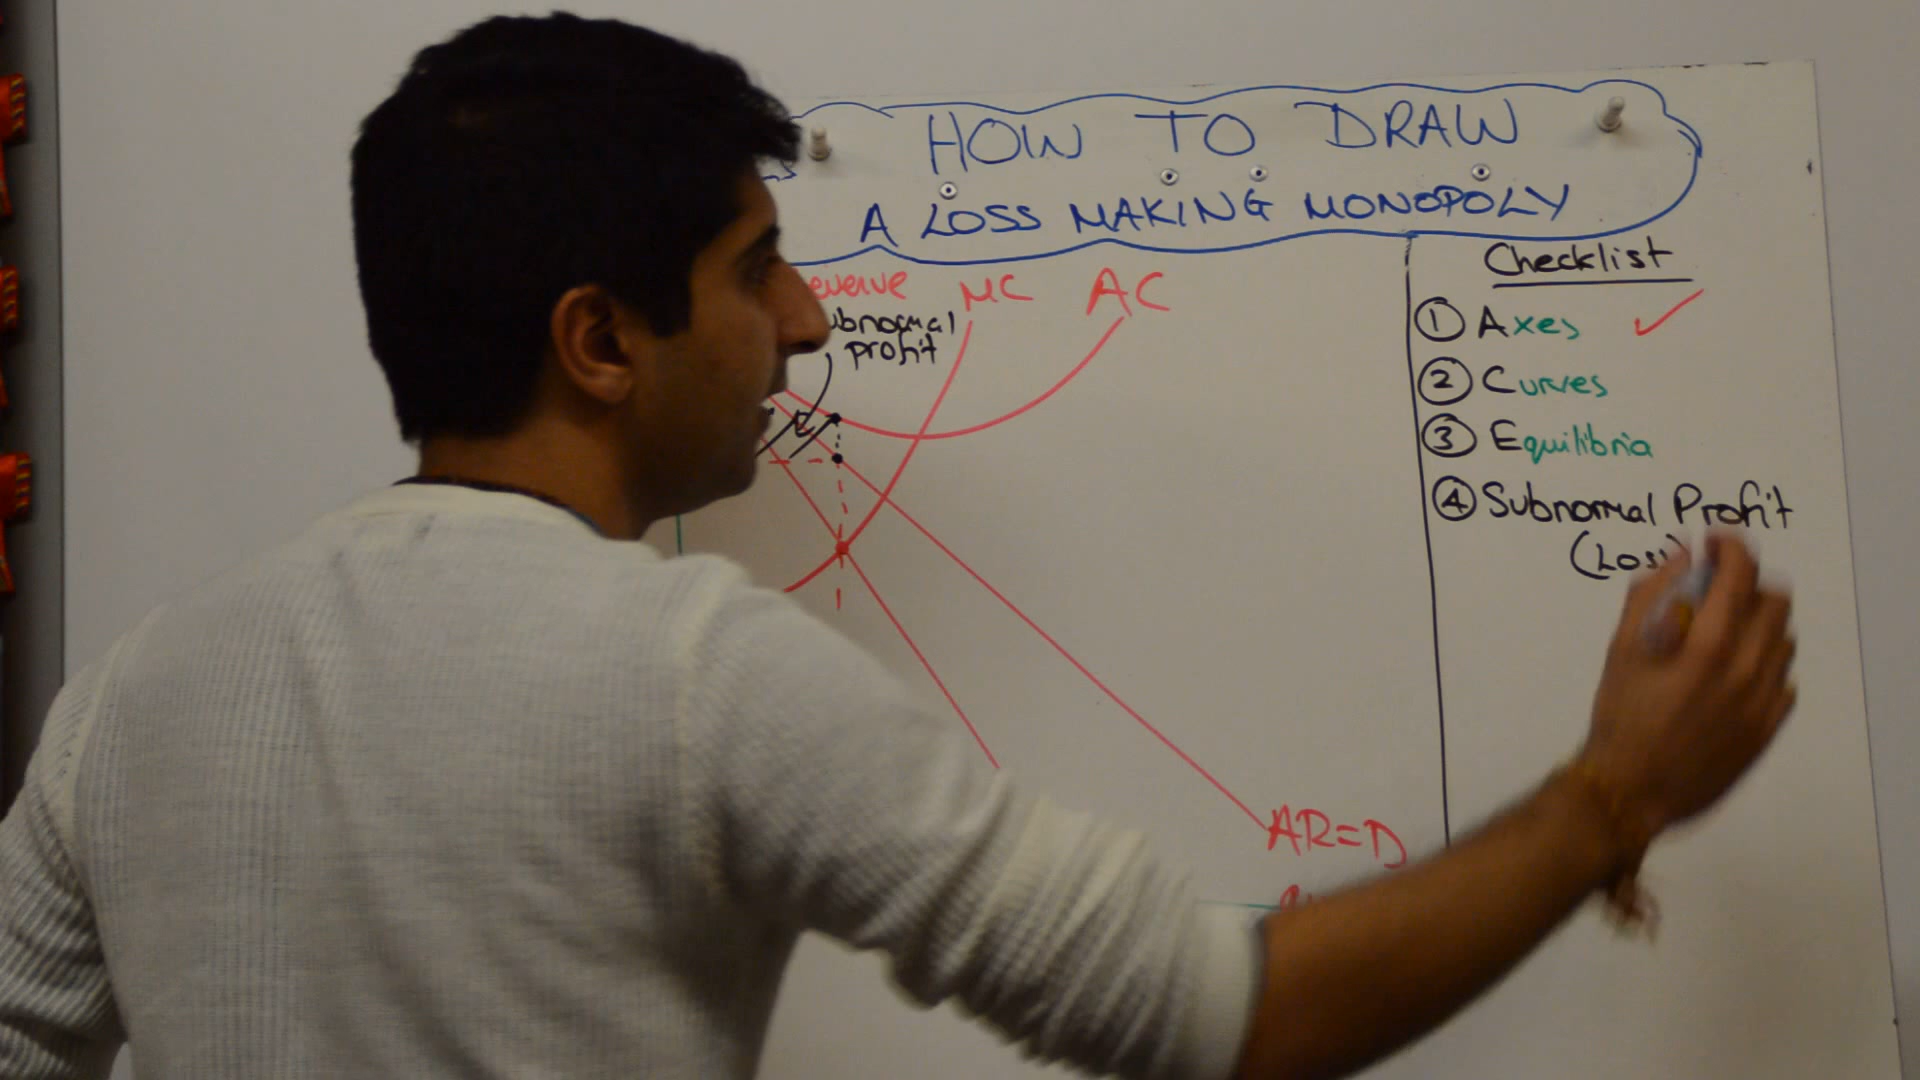 HOW TO DRAW
A LOSS MAKING MONOPOLY
MC
AC
profit
AR=D
Checklist
① Axes ✓
② Curves
③ Equilibria
④ Subnormal Profit
(Loss)